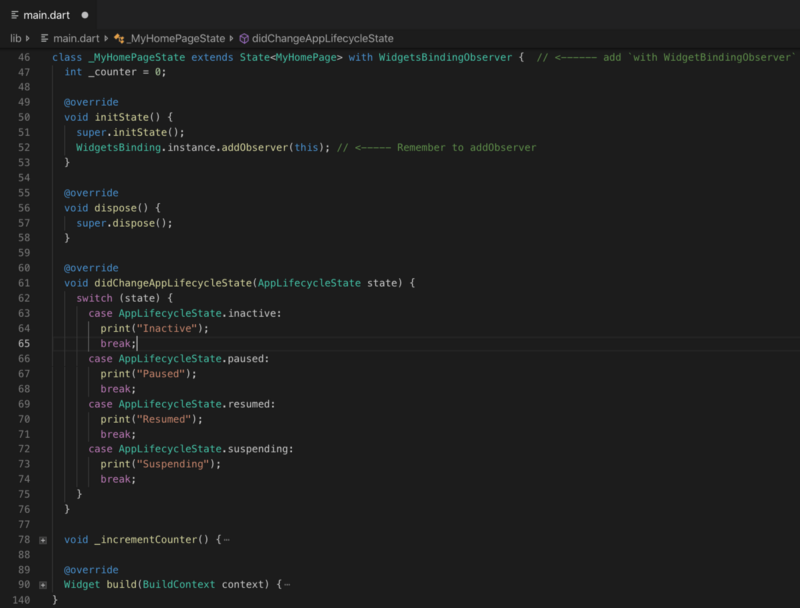 main.dart
lib main.dart _MyHomePageState didChangeAppLifecycleState
46 class _MyHomePageState extends State<MyHomePage> with WidgetsBindingObserver { // <------ add `with WidgetBindingObserver`
47 int _counter = 0;
48
49 @override
50 void initState() {
51 super.initState();
52 WidgetsBinding.instance.addObserver(this); // <----- Remember to addObserver
53 }
54
55 @override
56 void dispose() {
57 super.dispose();
58 }
59
60 @override
61 void didChangeAppLifecycleState(AppLifecycleState state) {
62 switch (state) {
63 case AppLifecycleState.inactive:
64 print("Inactive");
65 break;
66 case AppLifecycleState.paused:
67 print("Paused");
68 break;
69 case AppLifecycleState.resumed:
70 print("Resumed");
71 break;
72 case AppLifecycleState.suspending:
73 print("Suspending");
74 break;
75 }
76 }
77
78 void _incrementCounter() {⋯
88
89 @override
90 Widget build(BuildContext context) {⋯
140 }